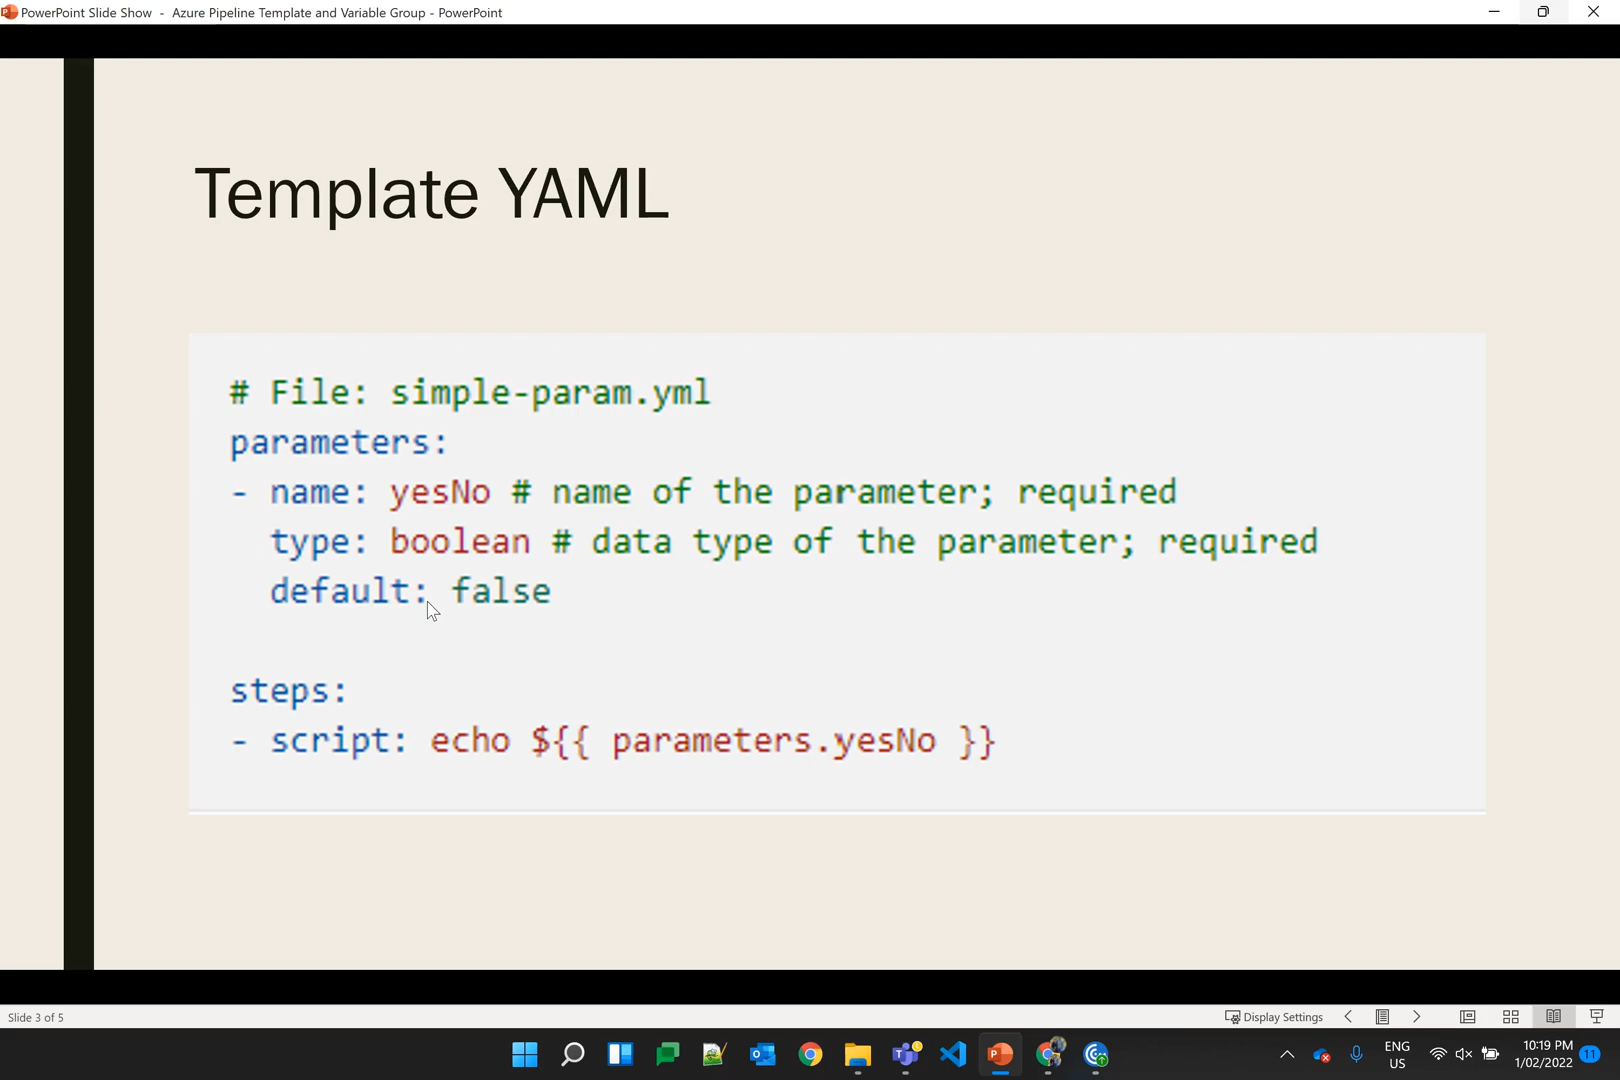 PowerPoint Slide Show - Azure Pipeline Template and Variable Group - PowerPoint
Template YAML
# File: simple-param.yml
parameters:
- name: yesNo # name of the parameter; required
type: boolean # data type of the parameter; required
default: false
steps:
- script: echo ${{ parameters.yesNo }}
Slide 3 of 5
Display Settings
ENG
US
10:19 PM
1/02/2022
11